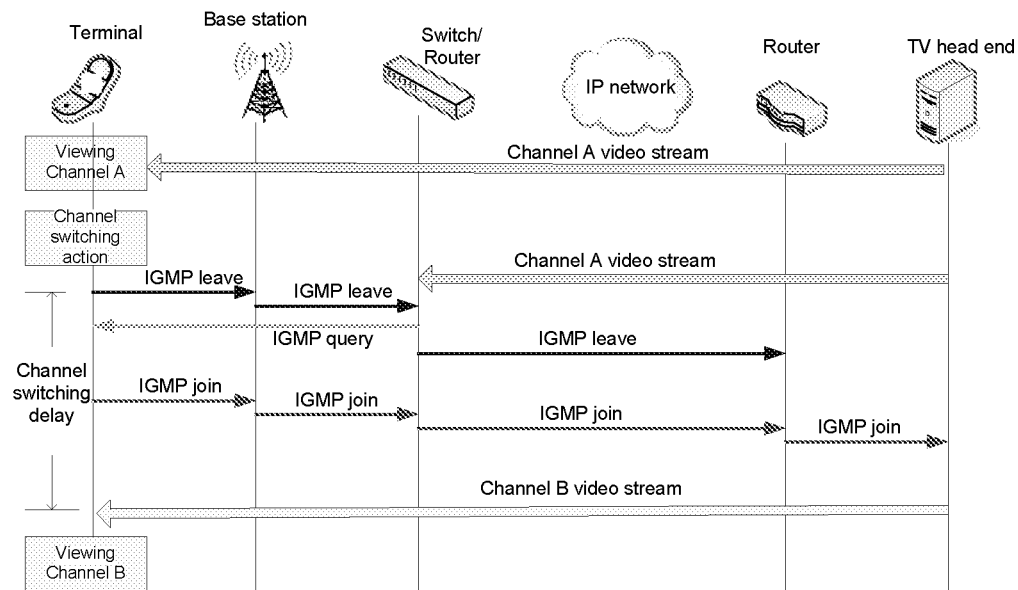 Terminal
Base station
Switch/
Router
IP network
Router
TV head end
Viewing
Channel A
Channel A video stream
Channel
switching
action
Channel A video stream
IGMP leave
IGMP leave
IGMP query
IGMP leave
Channel
switching
delay
IGMP join
IGMP join
IGMP join
IGMP join
Channel B video stream
Viewing
Channel B